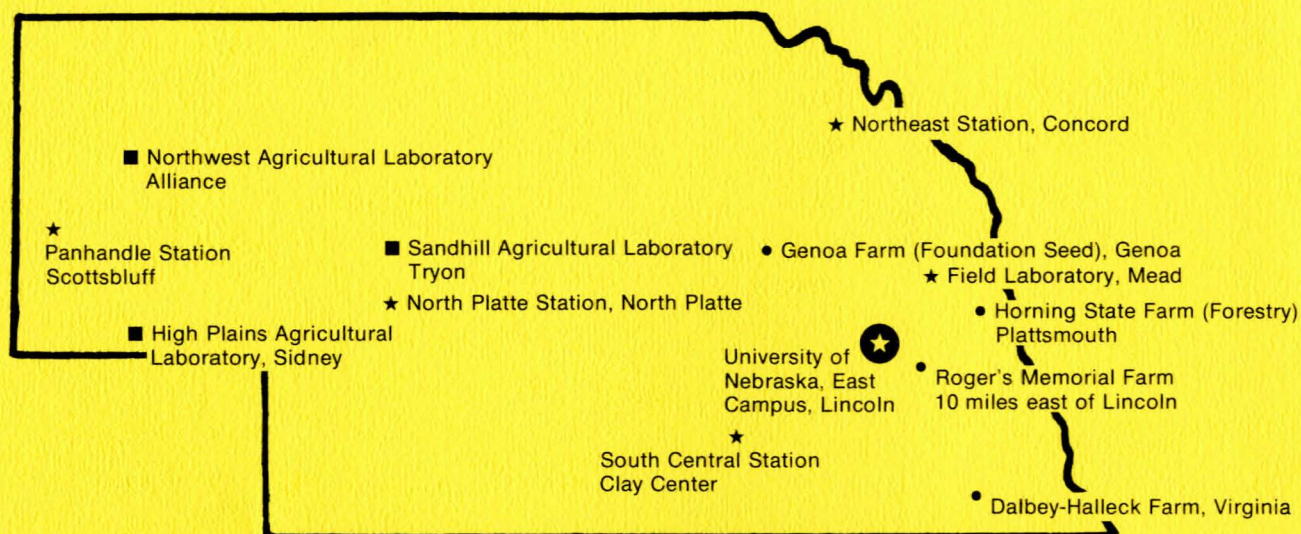 ★ Northeast Station, Concord
■ Northwest Agricultural Laboratory
Alliance
★
Panhandle Station
Scottsbluff
■ Sandhill Agricultural Laboratory
Tryon
● Genoa Farm (Foundation Seed), Genoa
★ Field Laboratory, Mead
★ North Platte Station, North Platte
● Horning State Farm (Forestry)
Plattsmouth
■ High Plains Agricultural
Laboratory, Sidney
University of
Nebraska, East
Campus, Lincoln
● Roger's Memorial Farm
10 miles east of Lincoln
★
South Central Station
Clay Center
● Dalbey-Halleck Farm, Virginia